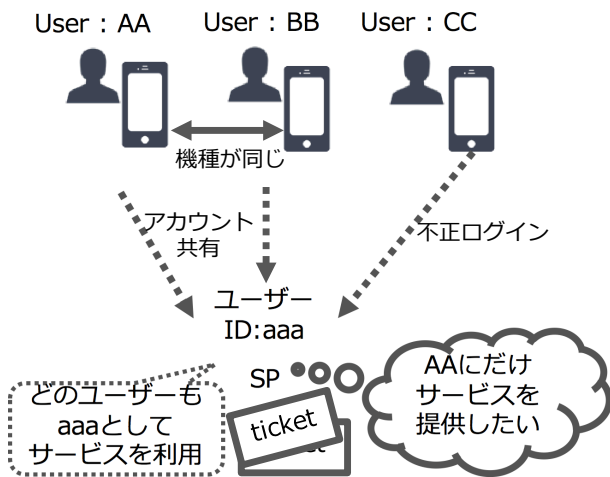 User : AA
User : BB
User : CC
機種が同じ
アカウント
共有
不正ログイン
ユーザー
ID:aaa
SP
AAにだけ
サービスを
提供したい
どのユーザーも
aaaとして
サービスを利用
ticket